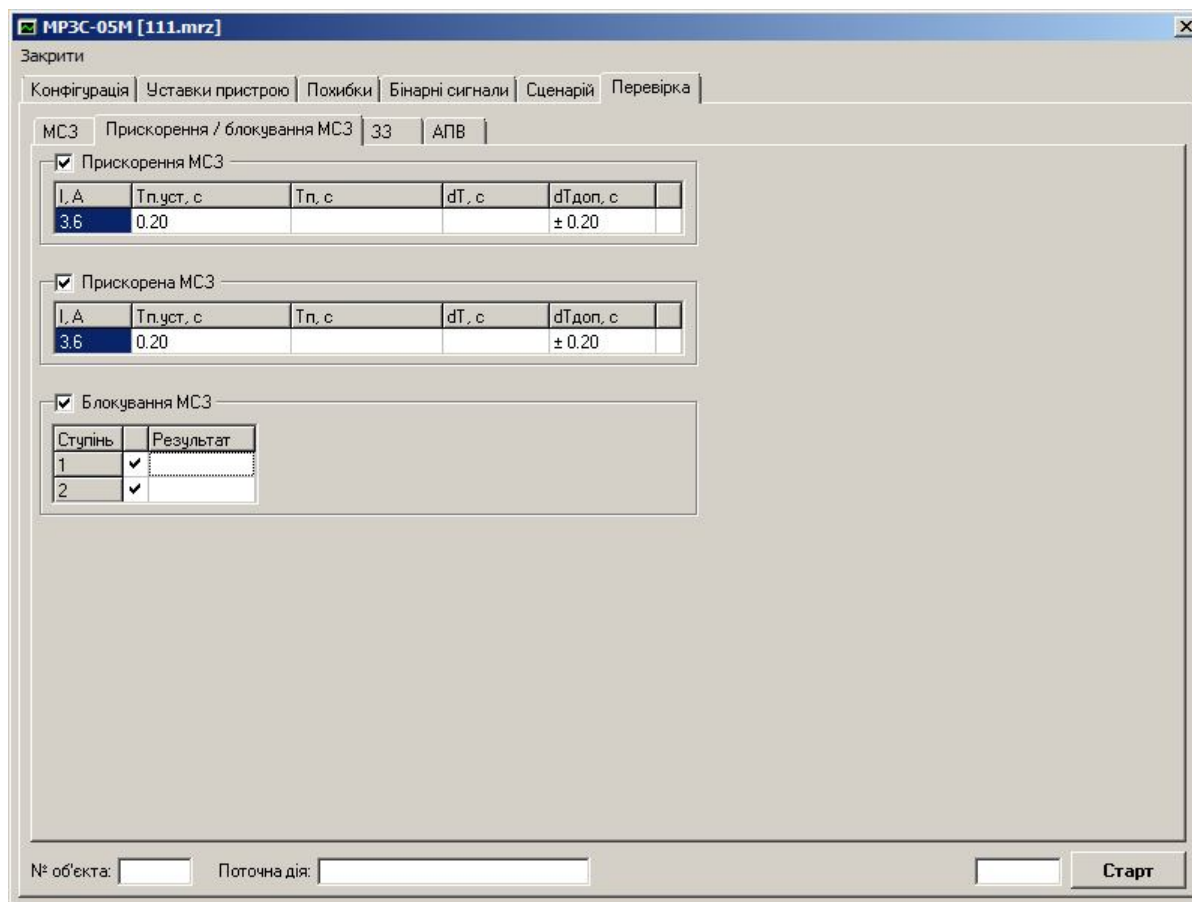 МРЗС-05М [111.mrz]
Закрити
Конфігурація Уставки пристрою Похибки Бінарні сигнали Сценарій Перевірка
МСЗ Прискорення / блокування МСЗ ЗЗ АПВ
Прискорення МСЗ
I, А Тп.уст, с Тп, с dT, с dTдоп, с
3.6 0.20 ± 0.20
Прискорена МСЗ
I, А Тп.уст, с Тп, с dT, с dTдоп, с
3.6 0.20 ± 0.20
Блокування МСЗ
Ступінь Результат
1
2
№ об'єкта: Поточна дія: Старт